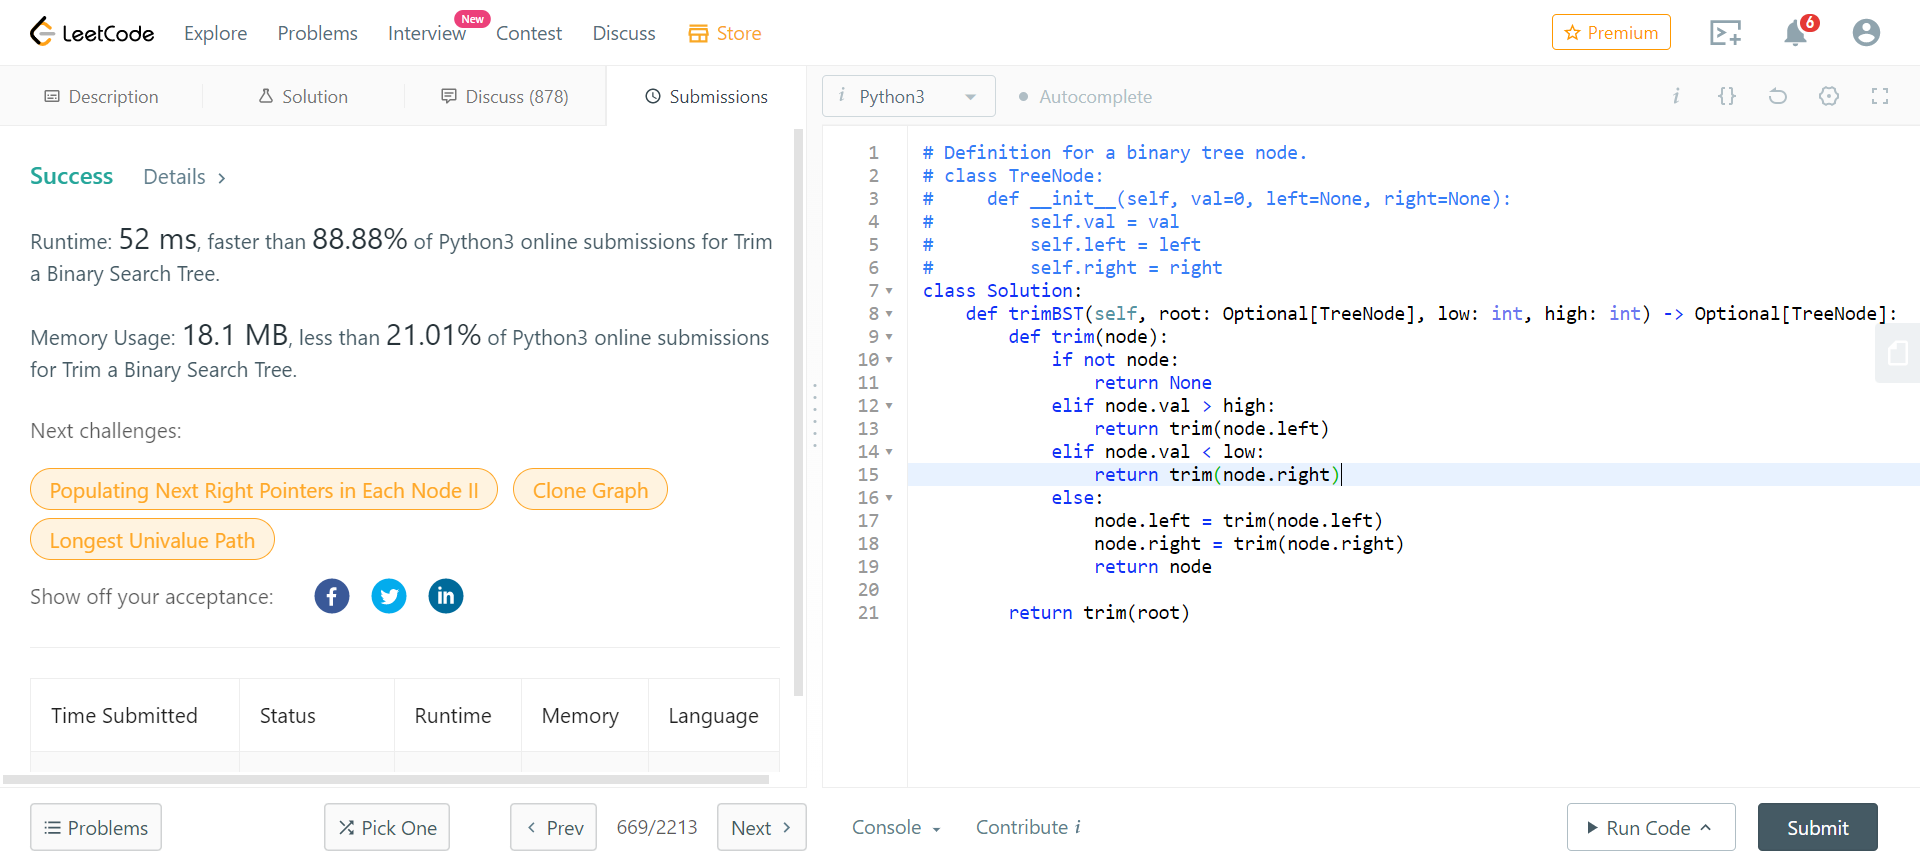 LeetCode Explore Problems Interview New Contest Discuss Store Premium 6
Description Solution Discuss (878) Submissions
Success Details >
Runtime: 52 ms, faster than 88.88% of Python3 online submissions for Trim
a Binary Search Tree.
Memory Usage: 18.1 MB, less than 21.01% of Python3 online submissions
for Trim a Binary Search Tree.
Next challenges:
Populating Next Right Pointers in Each Node II Clone Graph
Longest Univalue Path
Show off your acceptance: f in
Time Submitted Status Runtime Memory Language
i Python3 Autocomplete i {}
1 # Definition for a binary tree node.
2 # class TreeNode:
3 #     def __init__(self, val=0, left=None, right=None):
4 #         self.val = val
5 #         self.left = left
6 #         self.right = right
7 class Solution:
8     def trimBST(self, root: Optional[TreeNode], low: int, high: int) -> Optional[TreeNode]:
9         def trim(node):
10             if not node:
11                 return None
12             elif node.val > high:
13                 return trim(node.left)
14             elif node.val < low:
15                 return trim(node.right)
16             else:
17                 node.left = trim(node.left)
18                 node.right = trim(node.right)
19                 return node
20
21         return trim(root)
Problems Pick One < Prev 669/2213 Next > Console Contribute i Run Code Submit